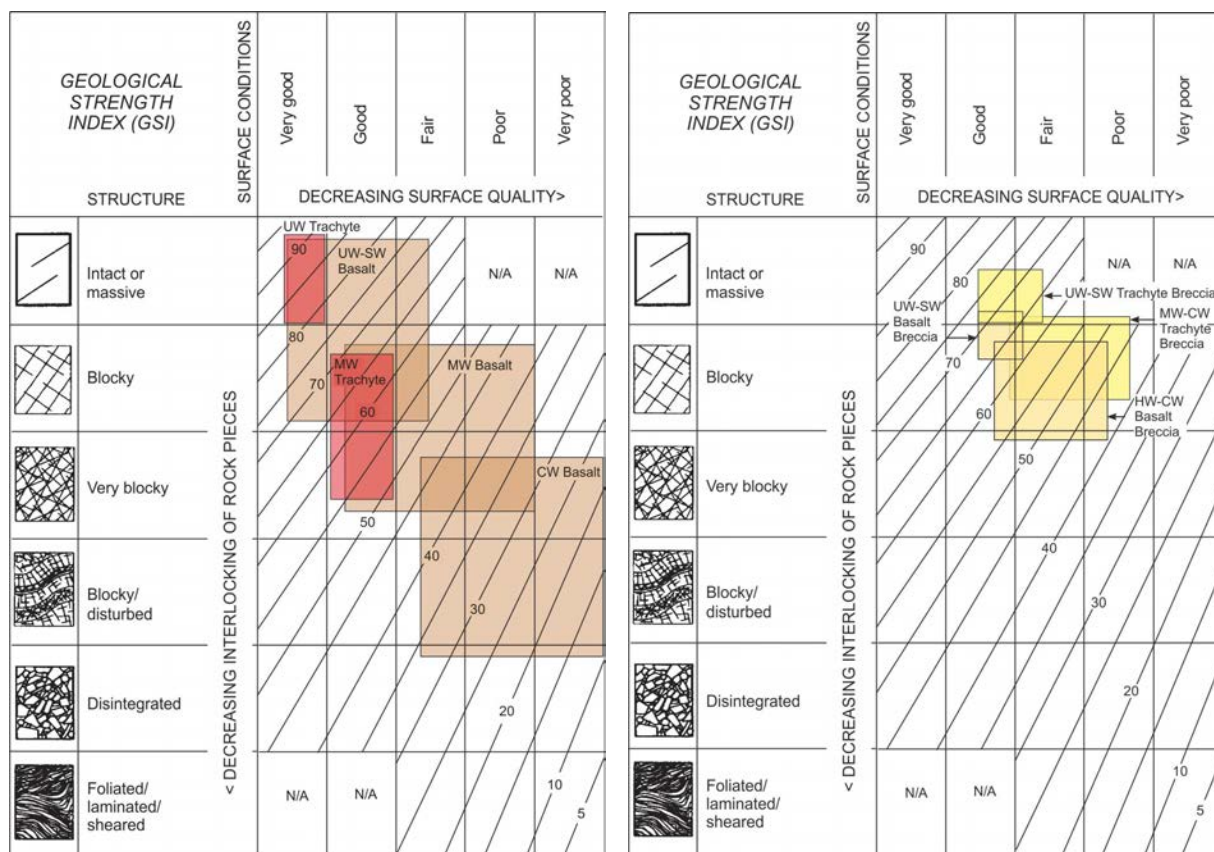 GEOLOGICAL
STRENGTH
INDEX (GSI)
STRUCTURE
SURFACE CONDITIONS
Very good
Good
Fair
Poor
Very poor
DECREASING SURFACE QUALITY>
< DECREASING INTERLOCKING OF ROCK PIECES
Intact or
massive
Blocky
Very blocky
Blocky/
disturbed
Disintegrated
Foliated/
laminated/
sheared
UW Trachyte
90
UW-SW
Basalt
N/A
N/A
80
70
MW
Trachyte
MW Basalt
60
CW Basalt
50
40
30
20
N/A
N/A
10
5
GEOLOGICAL
STRENGTH
INDEX (GSI)
STRUCTURE
SURFACE CONDITIONS
Very good
Good
Fair
Poor
Very poor
DECREASING SURFACE QUALITY>
< DECREASING INTERLOCKING OF ROCK PIECES
Intact or
massive
Blocky
Very blocky
Blocky/
disturbed
Disintegrated
Foliated/
laminated/
sheared
90
N/A
N/A
80
UW-SW Trachyte Breccia
UW-SW
Basalt
Breccia
MW-CW
Trachyte
Breccia
70
60
HW-CW
Basalt
Breccia
50
40
30
20
N/A
N/A
10
5